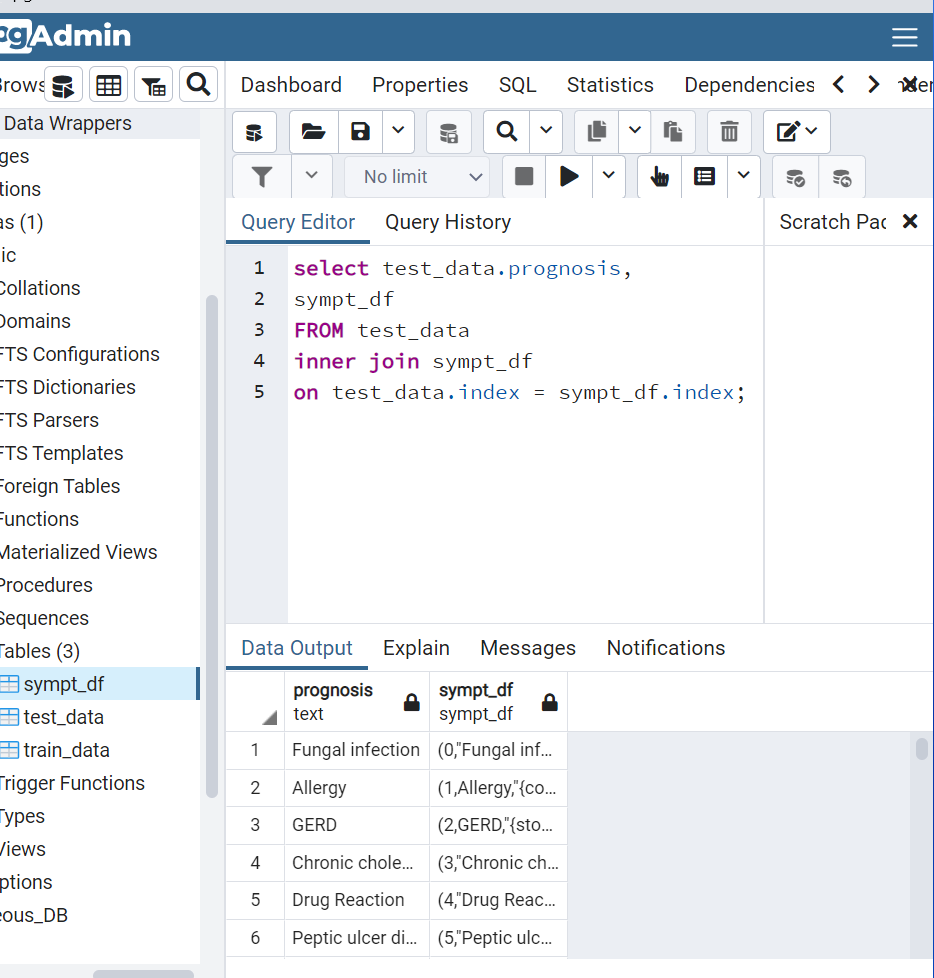 pgAdmin
Dashboard Properties SQL Statistics Dependencies
Data Wrappers
ges
tions
as (1)
ic
Collations
Domains
FTS Configurations
FTS Dictionaries
FTS Parsers
FTS Templates
Foreign Tables
Functions
Materialized Views
Procedures
Sequences
Tables (3)
sympt_df
test_data
train_data
Trigger Functions
Types
Views
ptions
eous_DB
No limit
Query Editor Query History
Scratch Pad
1 select test_data.prognosis,
2 sympt_df
3 FROM test_data
4 inner join sympt_df
5 on test_data.index = sympt_df.index;
Data Output Explain Messages Notifications
prognosis sympt_df
text sympt_df
1 Fungal infection (0,"Fungal inf...
2 Allergy (1,Allergy,"{co...
3 GERD (2,GERD,"{sto...
4 Chronic chole... (3,"Chronic ch...
5 Drug Reaction (4,"Drug Reac...
6 Peptic ulcer di... (5,"Peptic ulc...